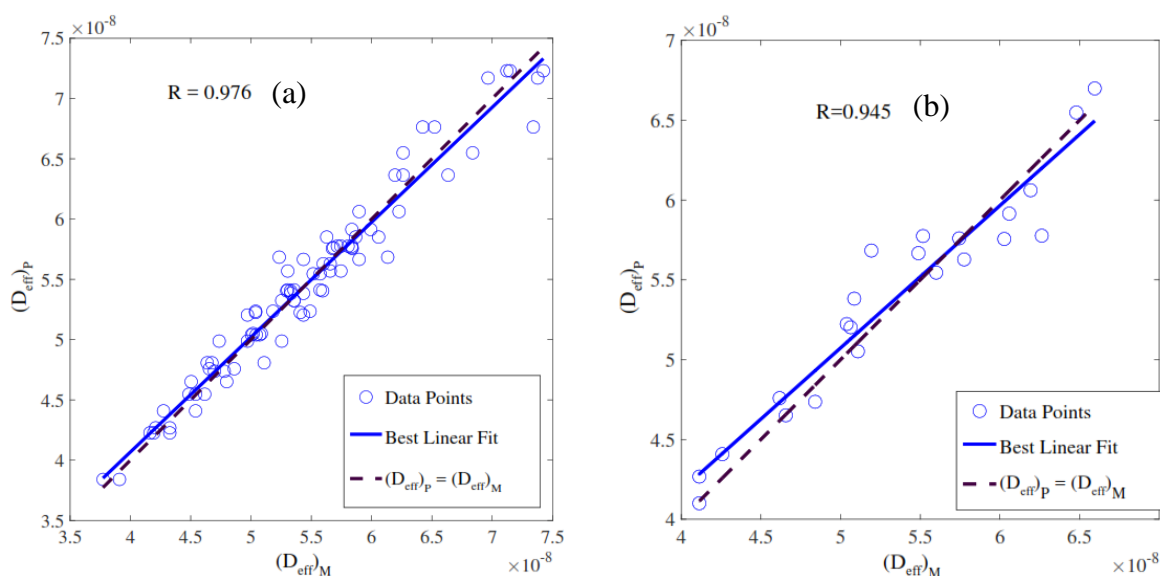 ×10⁻⁸
7.5
7
6.5
6
5.5
5
4.5
4
3.5
(D_eff)_P
R = 0.976 (a)
Data Points
Best Linear Fit
(D_eff)_P = (D_eff)_M
3.5 4 4.5 5 5.5 6 6.5 7 7.5
(D_eff)_M ×10⁻⁸
×10⁻⁸
7
6.5
6
5.5
5
4.5
4
(D_eff)_P
R=0.945 (b)
Data Points
Best Linear Fit
(D_eff)_P = (D_eff)_M
4 4.5 5 5.5 6 6.5
(D_eff)_M ×10⁻⁸